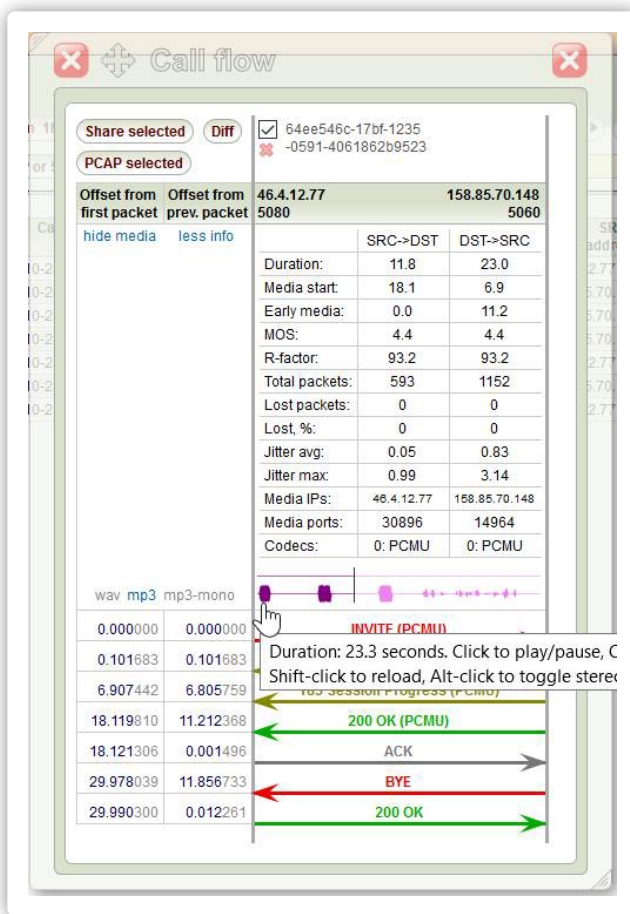 Call flow
Share selected Diff
64ee546c-17bf-1235
-0591-4061862b9523
PCAP selected
Offset from Offset from 46.4.12.77 158.85.70.148
first packet prev. packet 5080 5060
hide media less info
SRC->DST DST->SRC
Duration: 11.8 23.0
Media start: 18.1 6.9
Early media: 0.0 11.2
MOS: 4.4 4.4
R-factor: 93.2 93.2
Total packets: 593 1152
Lost packets: 0 0
Lost, %: 0 0
Jitter avg: 0.05 0.83
Jitter max: 0.99 3.14
Media IPs: 46.4.12.77 158.85.70.148
Media ports: 30896 14964
Codecs: 0: PCMU 0: PCMU
wav mp3 mp3-mono
0.000000 0.000000 INVITE (PCMU)
Duration: 23.3 seconds. Click to play/pause, C
0.101683 0.101683
Shift-click to reload, Alt-click to toggle stereo
6.907442 6.805759 183 Session Progress (PCMU)
18.119810 11.212368 200 OK (PCMU)
18.121306 0.001496 ACK
29.978039 11.856733 BYE
29.990300 0.012261 200 OK